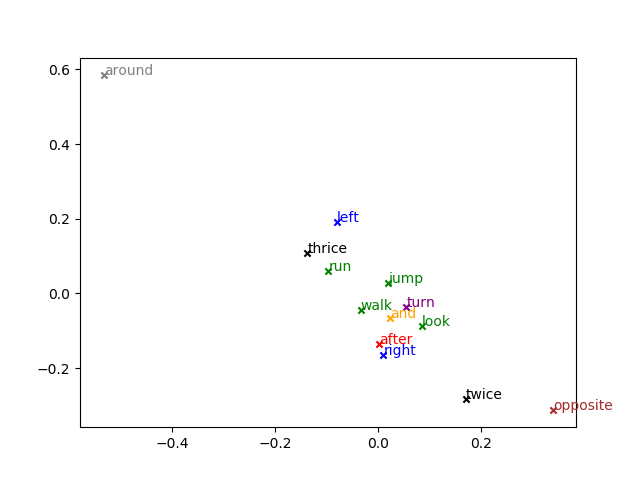 0.6
around
0.4
0.2
left
thrice
run
jump
0.0
turn
walk
and
look
after
right
−0.2
twice
opposite
−0.4
−0.2
0.0
0.2